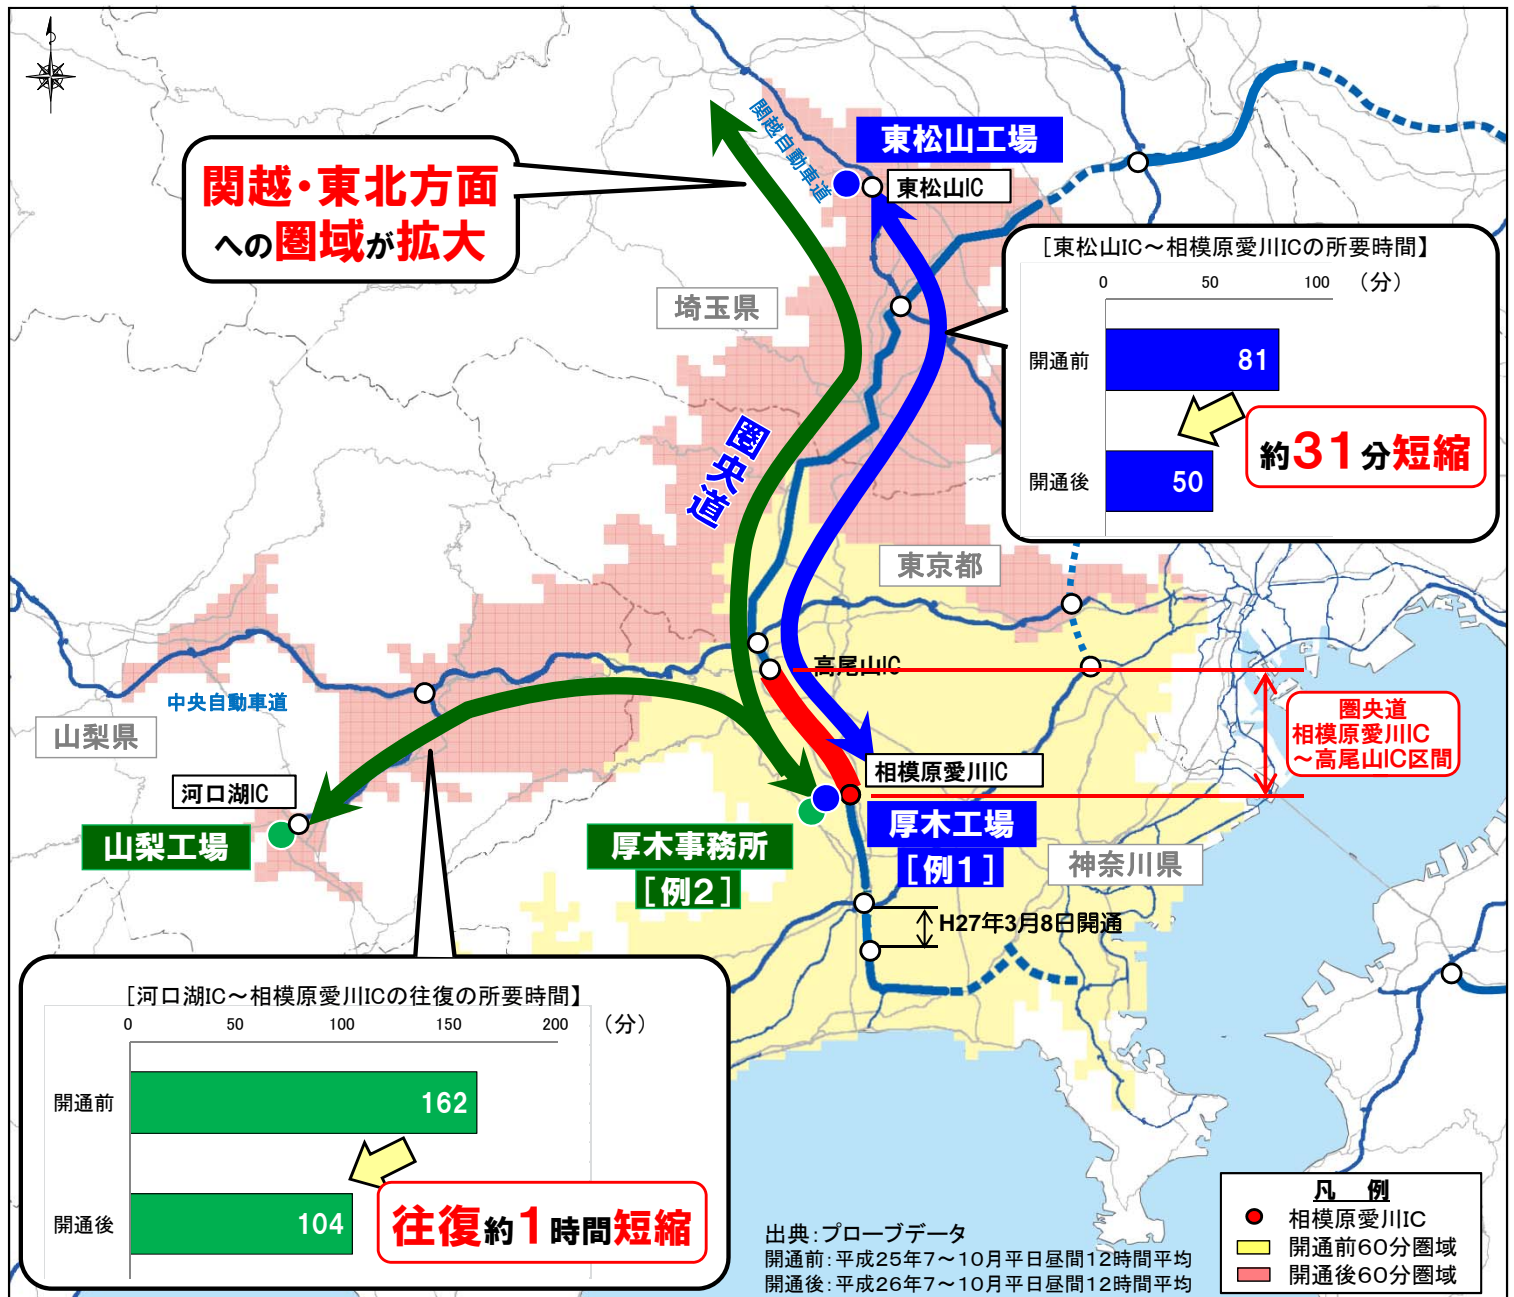 関越自動車道
東松山工場
東松山IC
関越・東北方面
への圏域が拡大
[東松山IC～相模原愛川ICの所要時間】
0 50 100 （分）
開通前 81
約31分短縮
開通後 50
埼玉県
圏央道
東京都
高尾山IC
中央自動車道
山梨県
圏央道
相模原愛川IC
～高尾山IC区間
相模原愛川IC
河口湖IC
山梨工場
厚木事務所
[例2]
厚木工場
[例1]
神奈川県
H27年3月8日開通
[河口湖IC～相模原愛川ICの往復の所要時間】
0 50 100 150 200 （分）
開通前 162
開通後 104
往復約1時間短縮
出典：プローブデータ
開通前：平成25年7～10月平日昼間12時間平均
開通後：平成26年7～10月平日昼間12時間平均
凡 例
相模原愛川IC
開通前60分圏域
開通後60分圏域